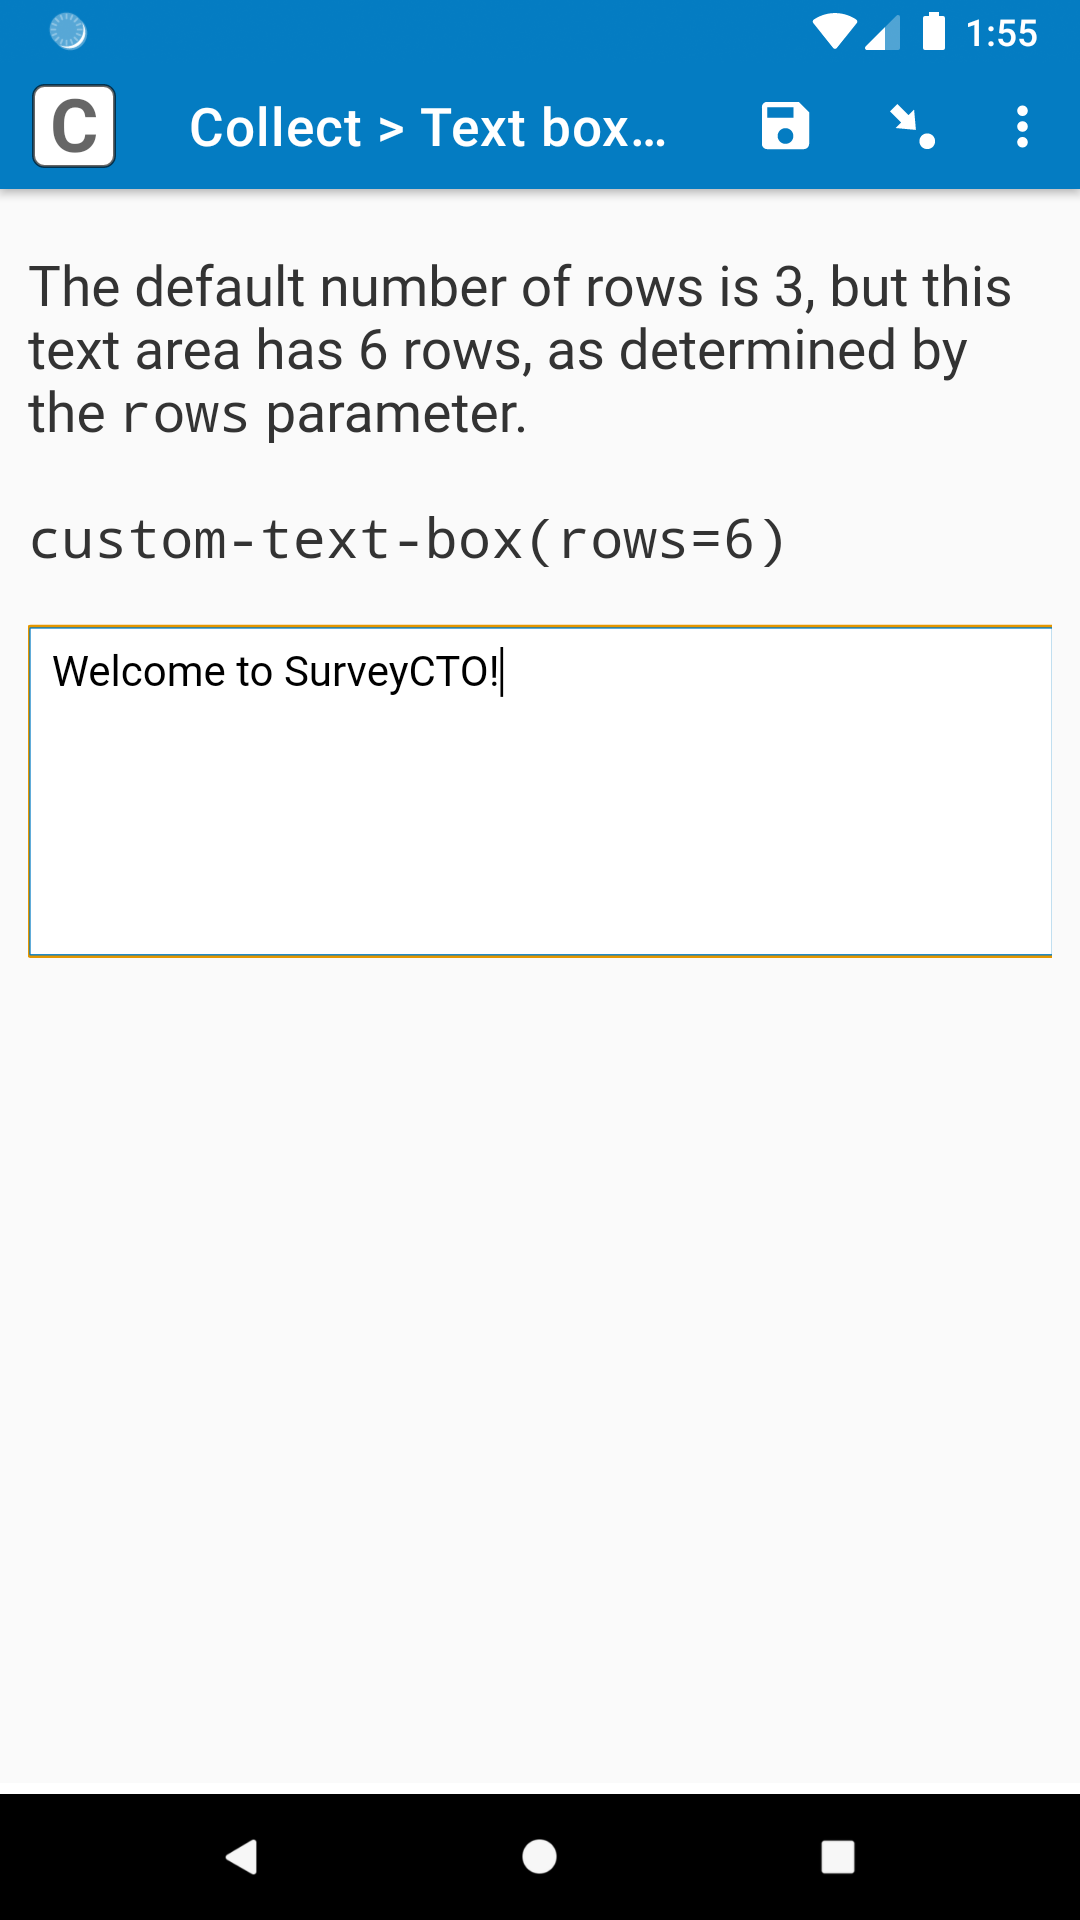 1:55
C
Collect > Text box...
The default number of rows is 3, but this
text area has 6 rows, as determined by
the rows parameter.
custom-text-box(rows=6)
Welcome to SurveyCTO!